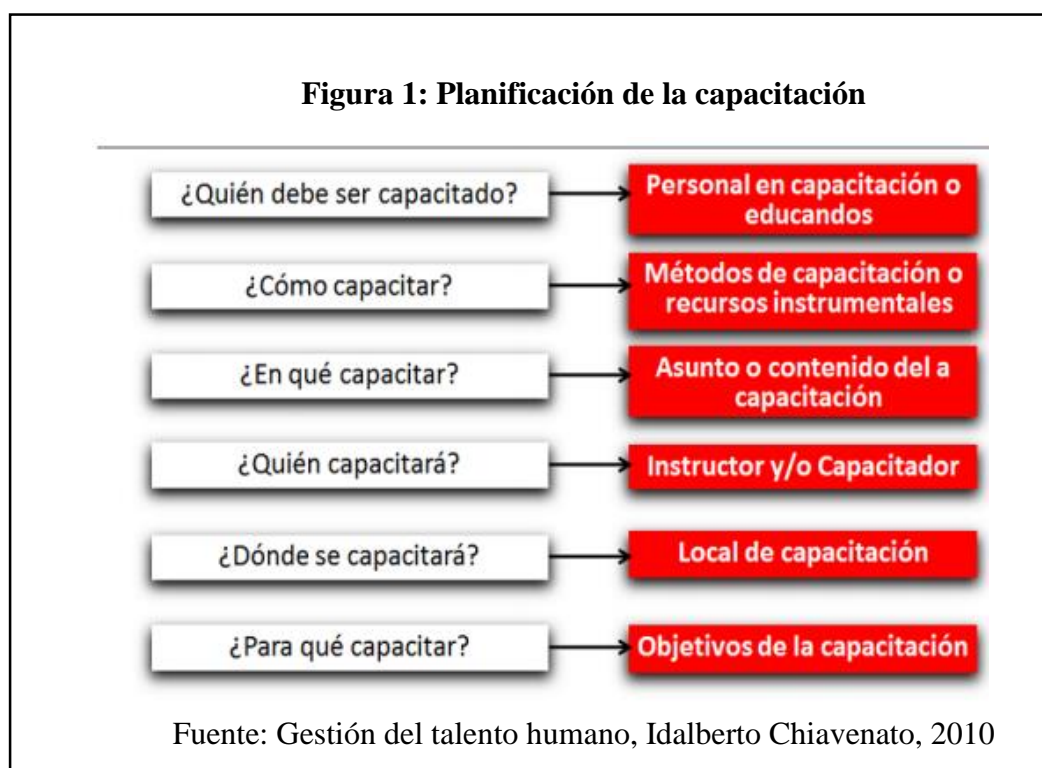 Figura 1: Planificación de la capacitación
¿Quién debe ser capacitado?
Personal en capacitación o
educandos
¿Cómo capacitar?
Métodos de capacitación o
recursos instrumentales
¿En qué capacitar?
Asunto o contenido del a
capacitación
¿Quién capacitará?
Instructor y/o Capacitador
¿Dónde se capacitará?
Local de capacitación
¿Para qué capacitar?
Objetivos de la capacitación
Fuente: Gestión del talento humano, Idalberto Chiavenato, 2010